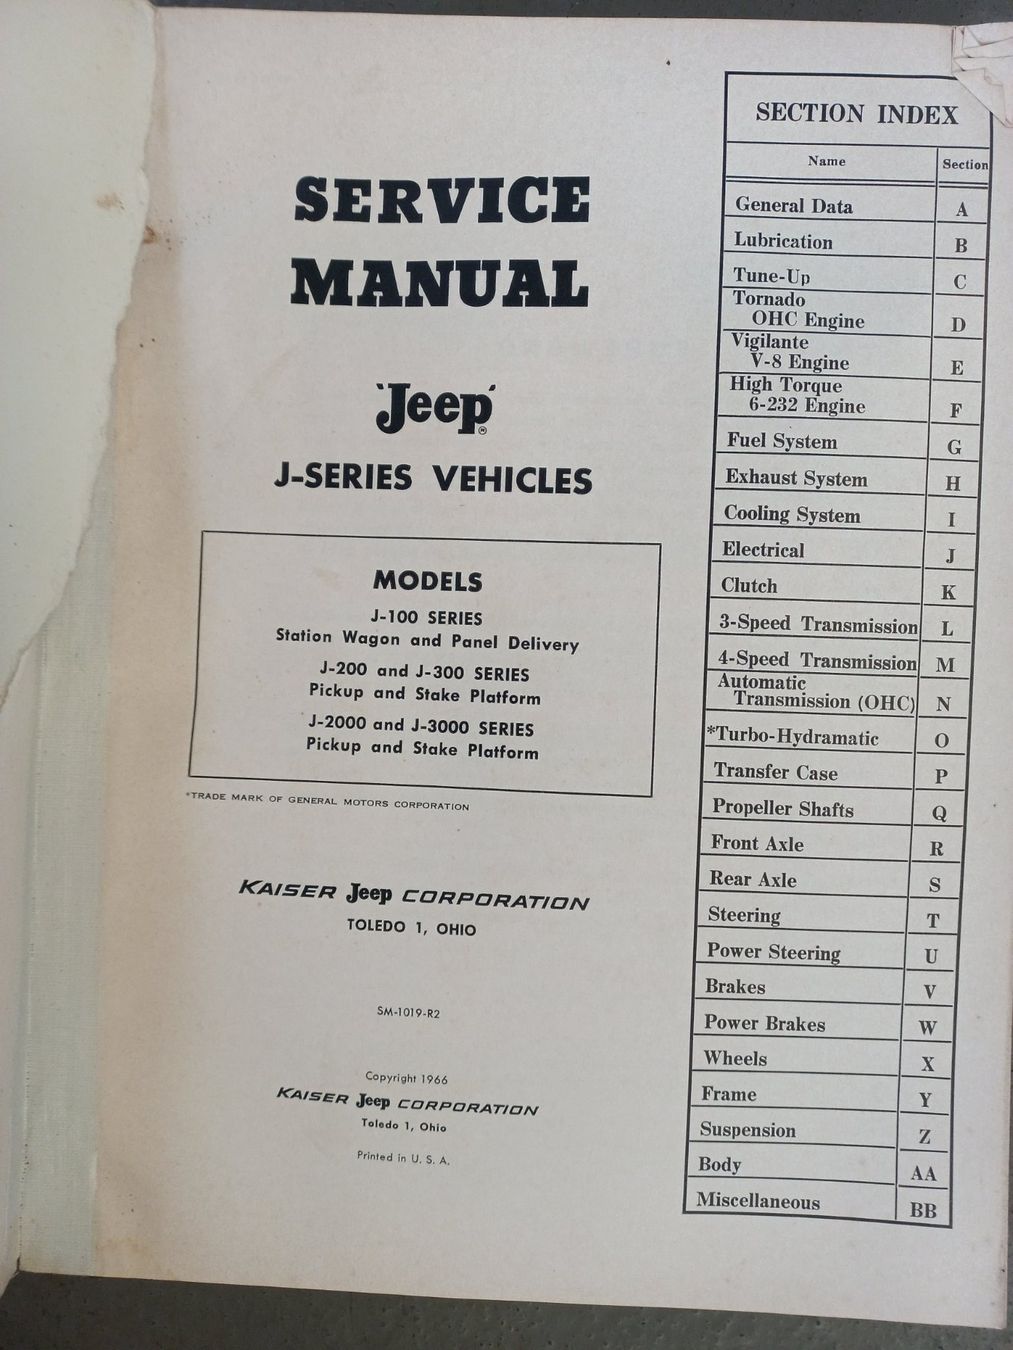 SERVICE
MANUAL
'Jeep'®
J-SERIES VEHICLES
MODELS
J-100 SERIES
Station Wagon and Panel Delivery
J-200 and J-300 SERIES
Pickup and Stake Platform
J-2000 and J-3000 SERIES
Pickup and Stake Platform
*TRADE MARK OF GENERAL MOTORS CORPORATION
KAISER Jeep CORPORATION
TOLEDO 1, OHIO
SM-1019-R2
Copyright 1966
KAISER Jeep CORPORATION
Toledo 1, Ohio
Printed in U. S. A.
SECTION INDEX
Name Section
General Data A
Lubrication B
Tune-Up C
Tornado
OHC Engine D
Vigilante
V-8 Engine E
High Torque
6-232 Engine F
Fuel System G
Exhaust System H
Cooling System I
Electrical J
Clutch K
3-Speed Transmission L
4-Speed Transmission M
Automatic
Transmission (OHC) N
*Turbo-Hydramatic O
Transfer Case P
Propeller Shafts Q
Front Axle R
Rear Axle S
Steering T
Power Steering U
Brakes V
Power Brakes W
Wheels X
Frame Y
Suspension Z
Body AA
Miscellaneous BB